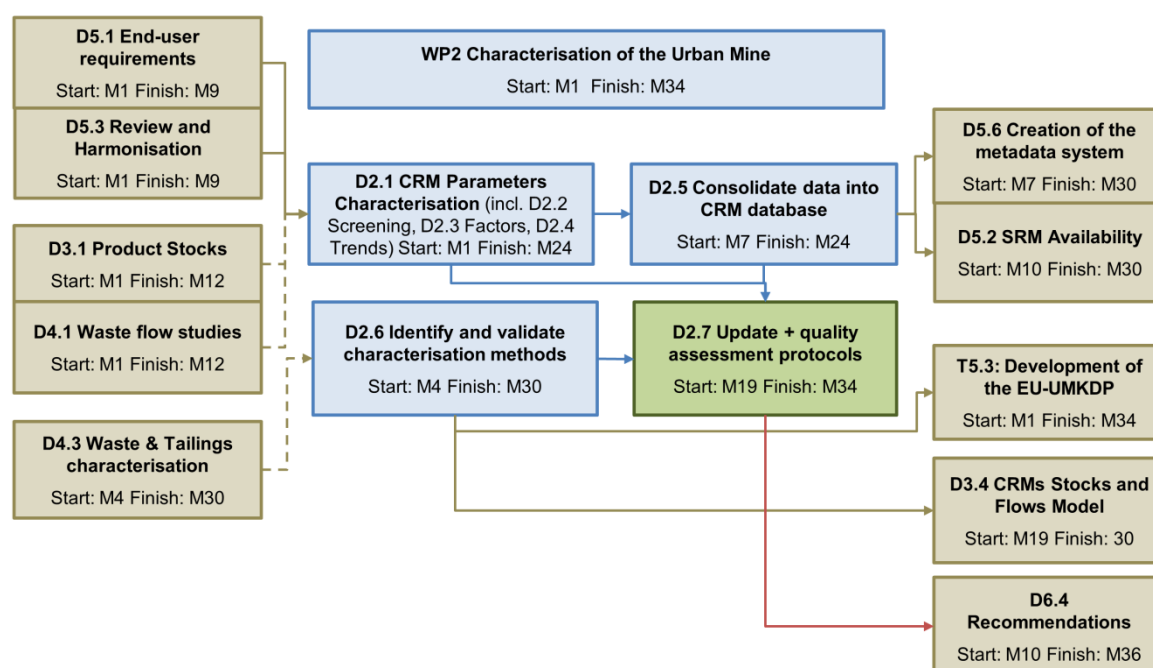 D5.1 End-user
requirements
Start: M1 Finish: M9
D5.3 Review and
Harmonisation
Start: M1 Finish: M9
D3.1 Product Stocks
Start: M1 Finish: M12
D4.1 Waste flow studies
Start: M1 Finish: M12
D4.3 Waste & Tailings
characterisation
Start: M4 Finish: M30
WP2 Characterisation of the Urban Mine
Start: M1 Finish: M34
D2.1 CRM Parameters
Characterisation (incl. D2.2
Screening, D2.3 Factors, D2.4
Trends) Start: M1 Finish: M24
D2.5 Consolidate data into
CRM database
Start: M7 Finish: M24
D2.6 Identify and validate
characterisation methods
Start: M4 Finish: M30
D2.7 Update + quality
assessment protocols
Start: M19 Finish: M34
D5.6 Creation of the
metadata system
Start: M7 Finish: M30
D5.2 SRM Availability
Start: M10 Finish: M30
T5.3: Development of
the EU-UMKDP
Start: M1 Finish: M34
D3.4 CRMs Stocks and
Flows Model
Start: M19 Finish: 30
D6.4
Recommendations
Start: M10 Finish: M36